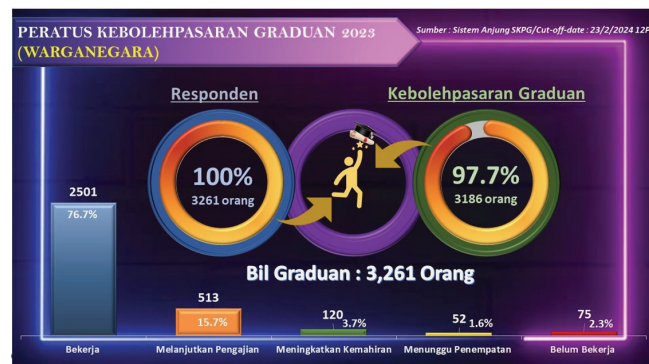 PERATUS KEBOLEHPASARAN GRADUAN 2023
(WARGANEGARA)
Sumber : Sistem Anjung SKPG/Cut-off-date : 23/2/2024 12P
Responden
Kebolehpasaran Graduan
100%
3261 orang
97.7%
3186 orang
Bil Graduan : 3,261 Orang
2501
76.7%
513
15.7%
120
3.7%
52
1.6%
75
2.3%
Bekerja
Melanjutkan Pengajian
Meningkatkan Kemahiran
Menunggu Penempatan
Belum Bekerja